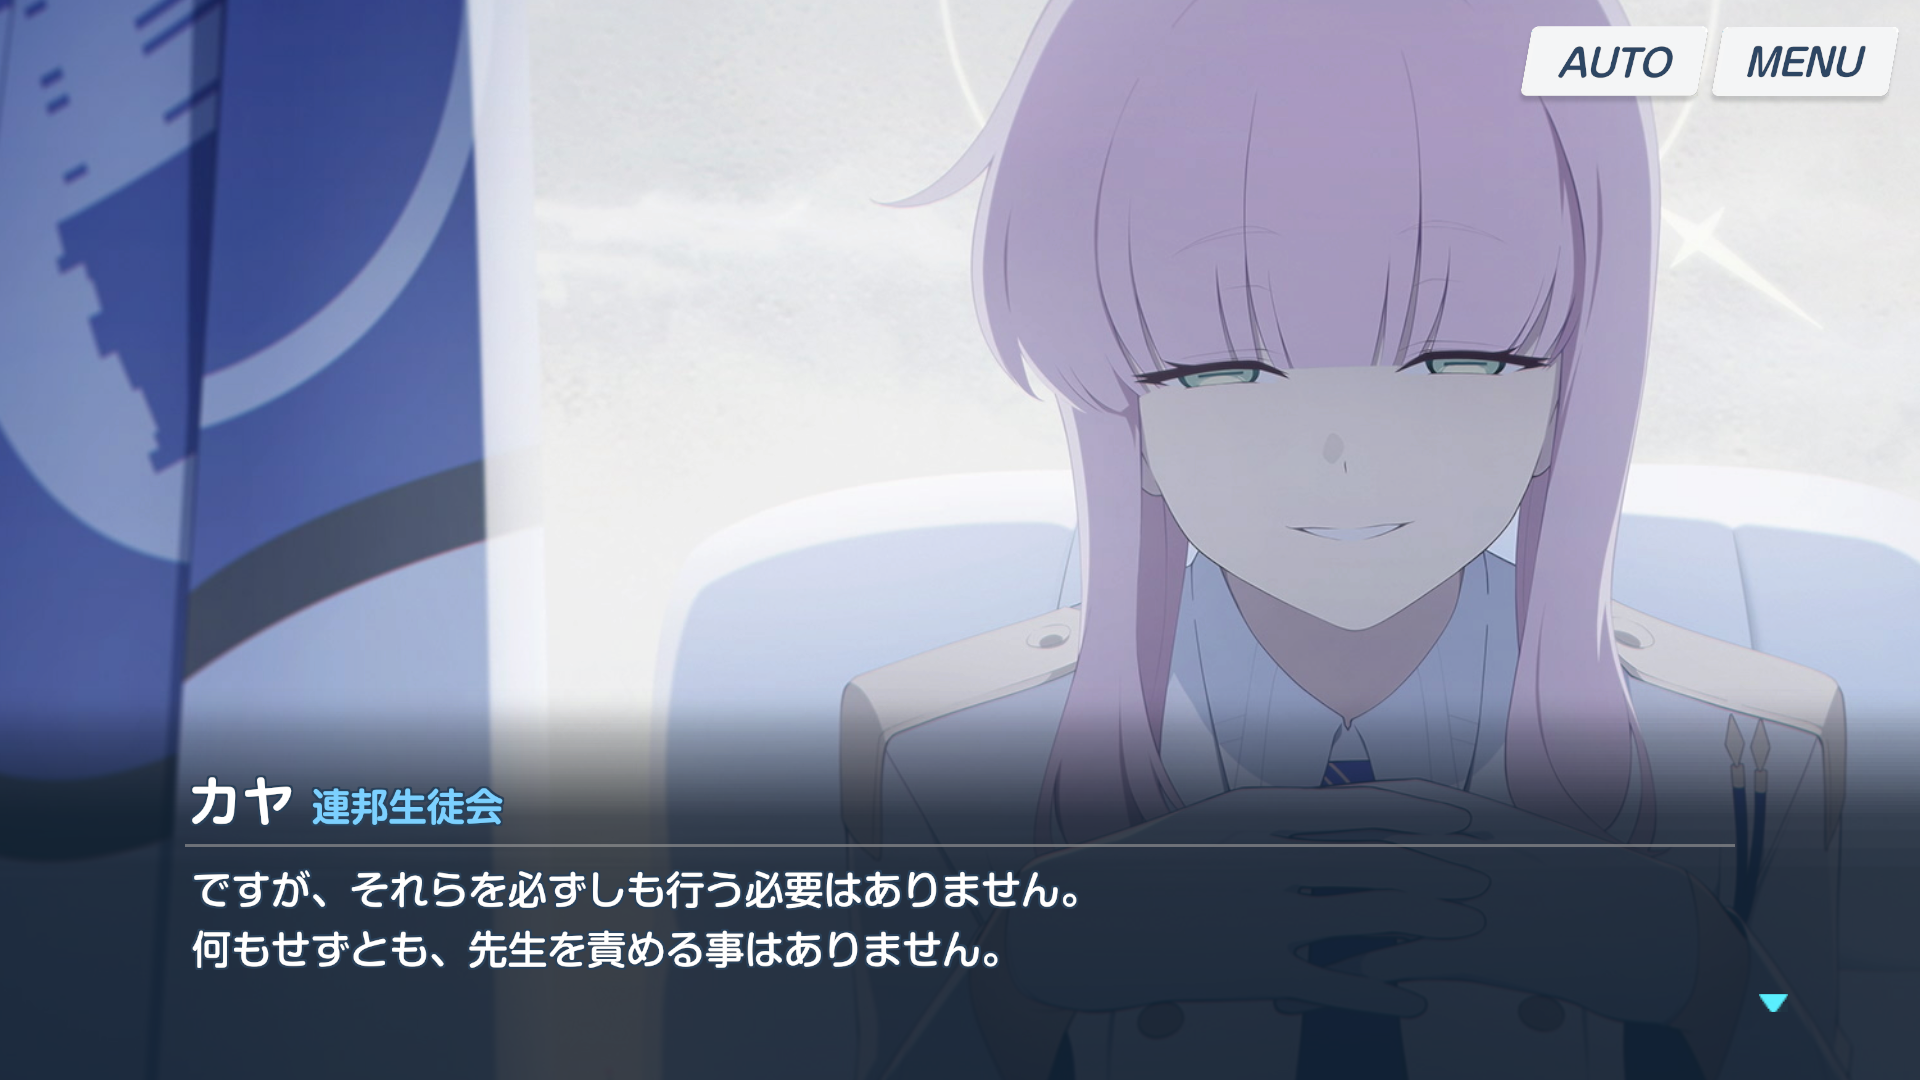 AUTO
MENU
カヤ 連邦生徒会
ですが、それらを必ずしも行う必要はありません。
何もせずとも、先生を責める事はありません。